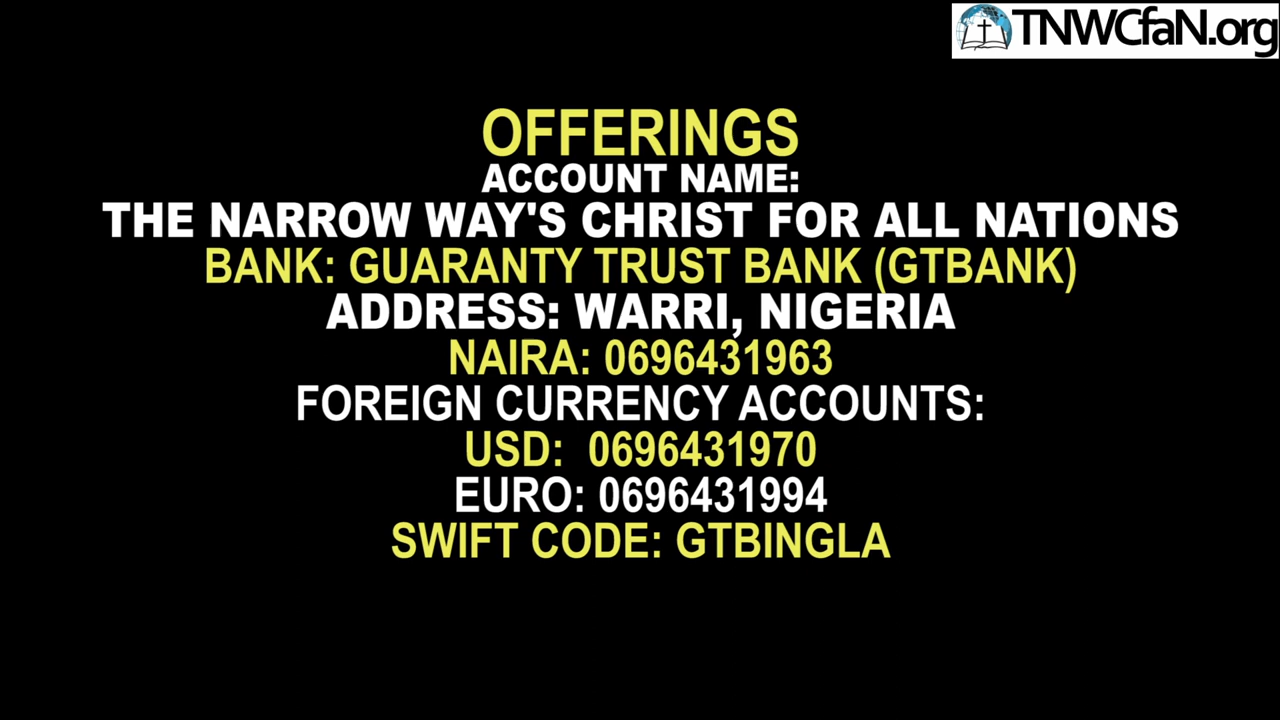 TNWCfaN.org
OFFERINGS
ACCOUNT NAME:
THE NARROW WAY'S CHRIST FOR ALL NATIONS
BANK: GUARANTY TRUST BANK (GTBANK)
ADDRESS: WARRI, NIGERIA
NAIRA: 0696431963
FOREIGN CURRENCY ACCOUNTS:
USD: 0696431970
EURO: 0696431994
SWIFT CODE: GTBINGLA